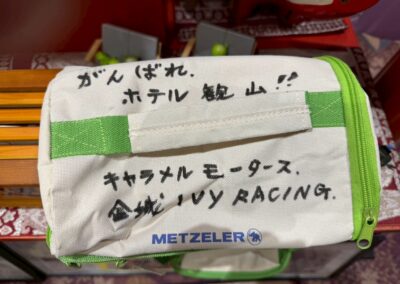 がんばれ.
ホテル 観 山 !!
キャラメル モータース.
金城 IVY RACING.
METZELER